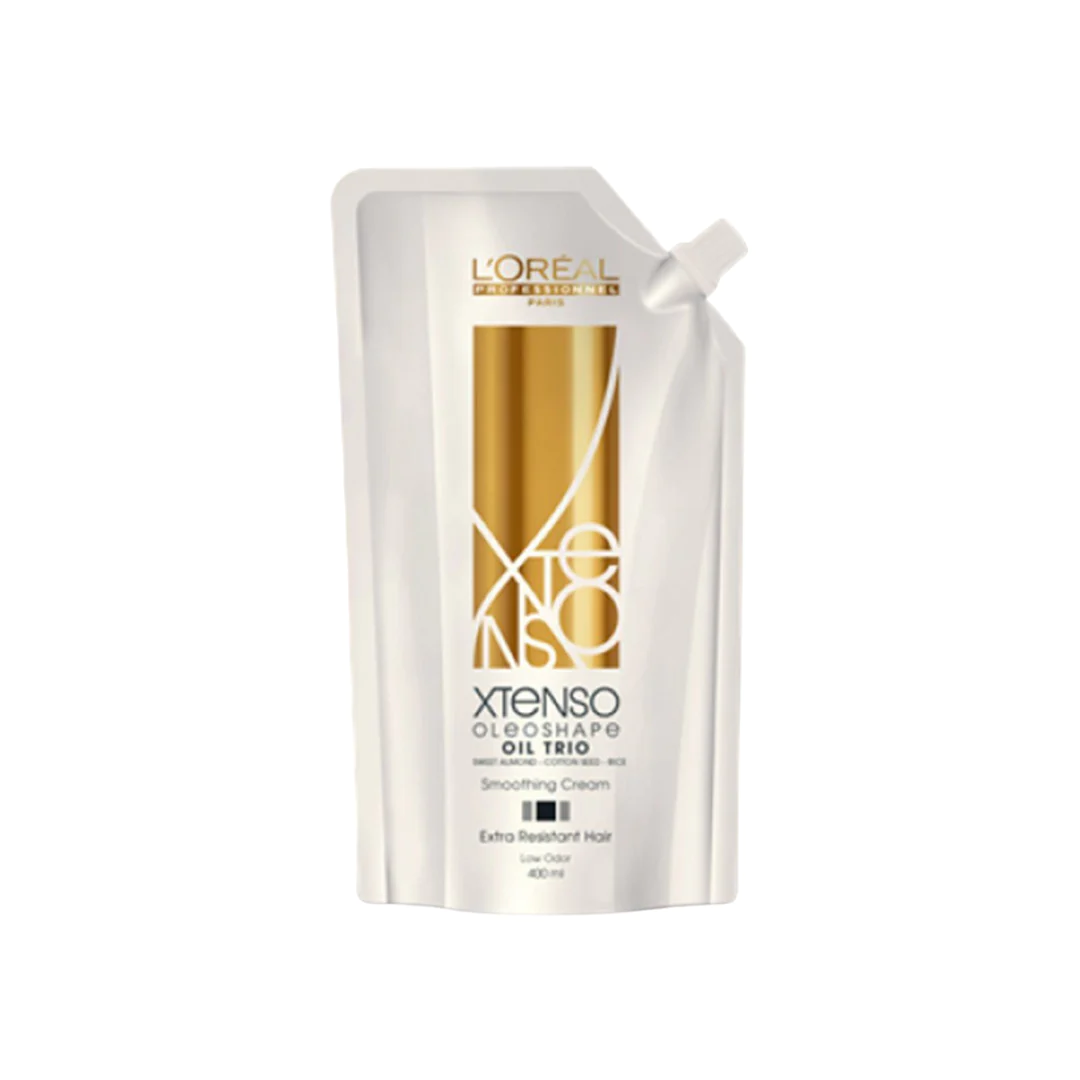 L'ORÉAL
PROFESSIONNEL
PARIS
XTeNSO
XTeNSO
OLeOSHAPe
OIL TRIO
SWEET ALMOND - COTTON SEED - RICE
Smoothing Cream
Extra Resistant Hair
Low Odor
400 ml